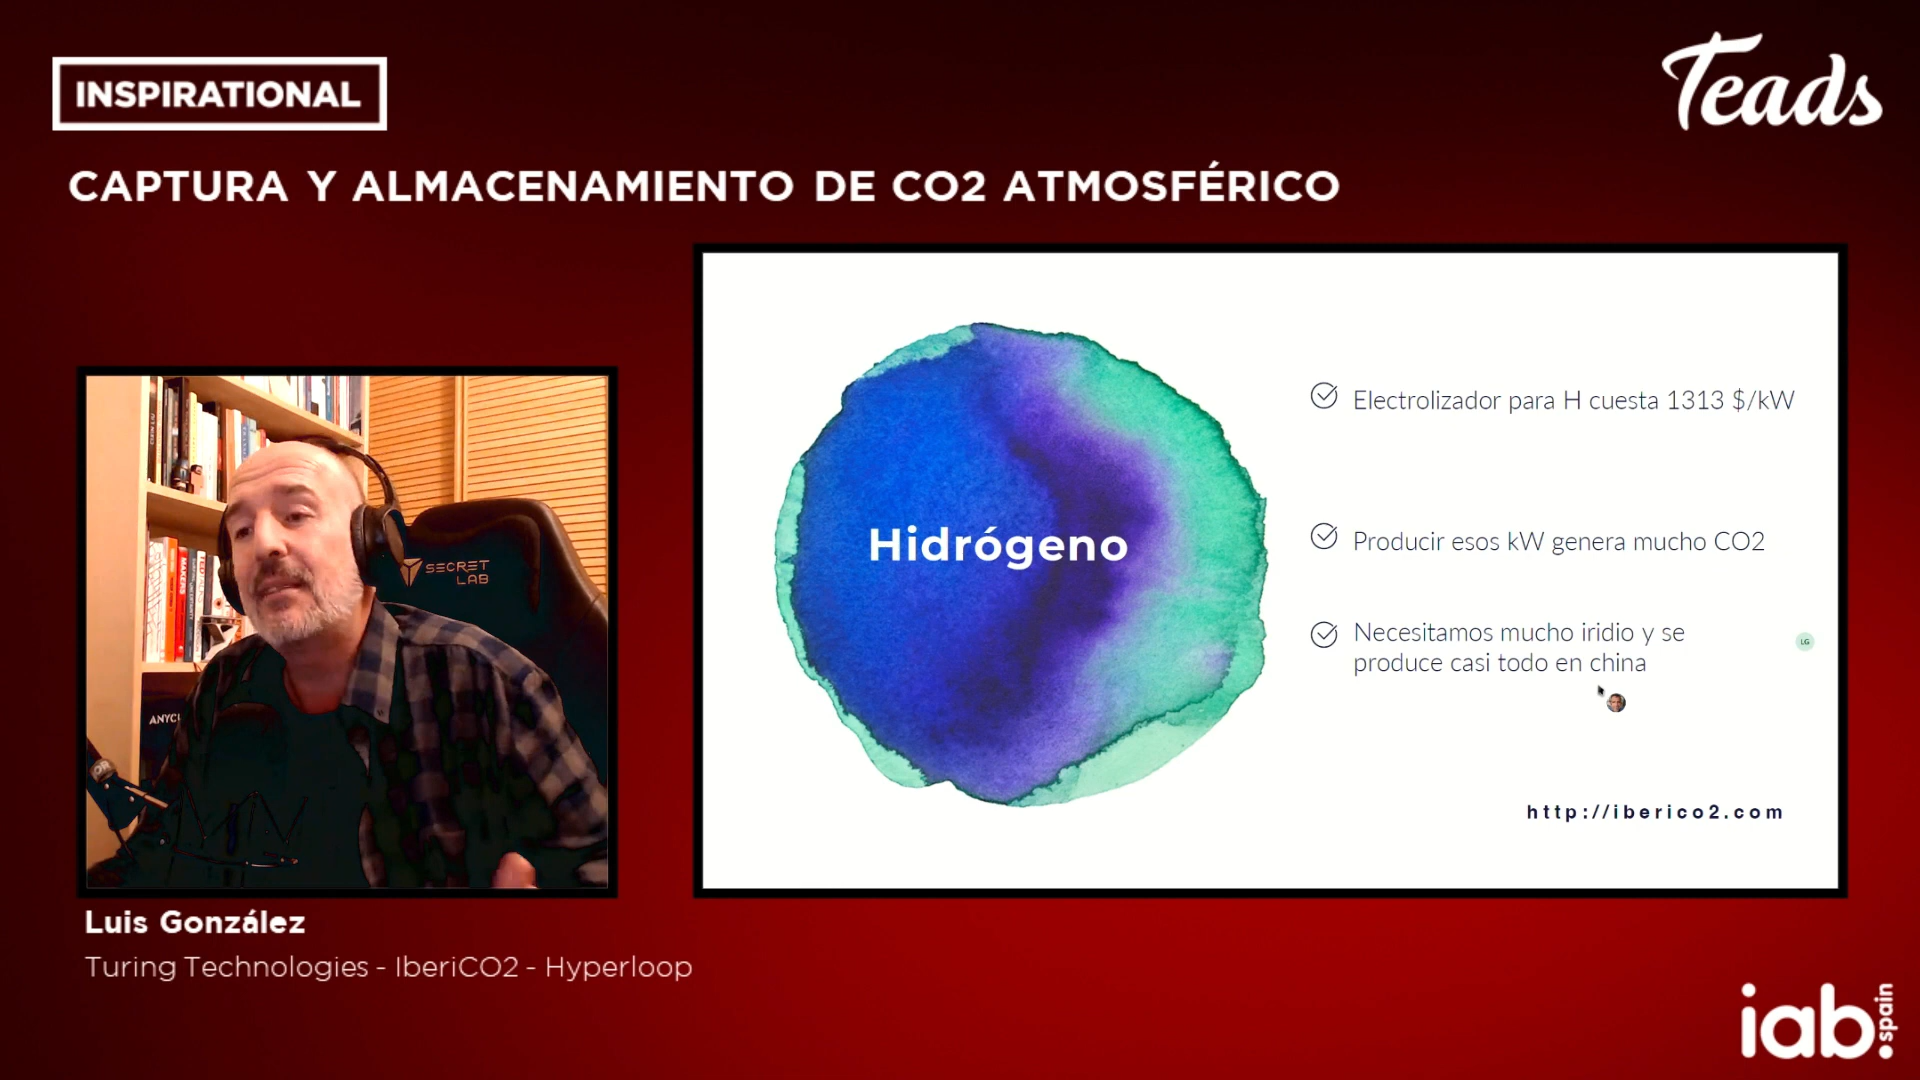 INSPIRATIONAL
Teads
CAPTURA Y ALMACENAMIENTO DE CO2 ATMOSFÉRICO
Electrolizador para H cuesta 1313 $/kW
Hidrógeno
Producir esos kW genera mucho CO2
Necesitamos mucho iridio y se
produce casi todo en china
LG
http://iberico2.com
SECRET
LAB
Luis González
Turing Technologies - IberiCO2 - Hyperloop
iab.
spain